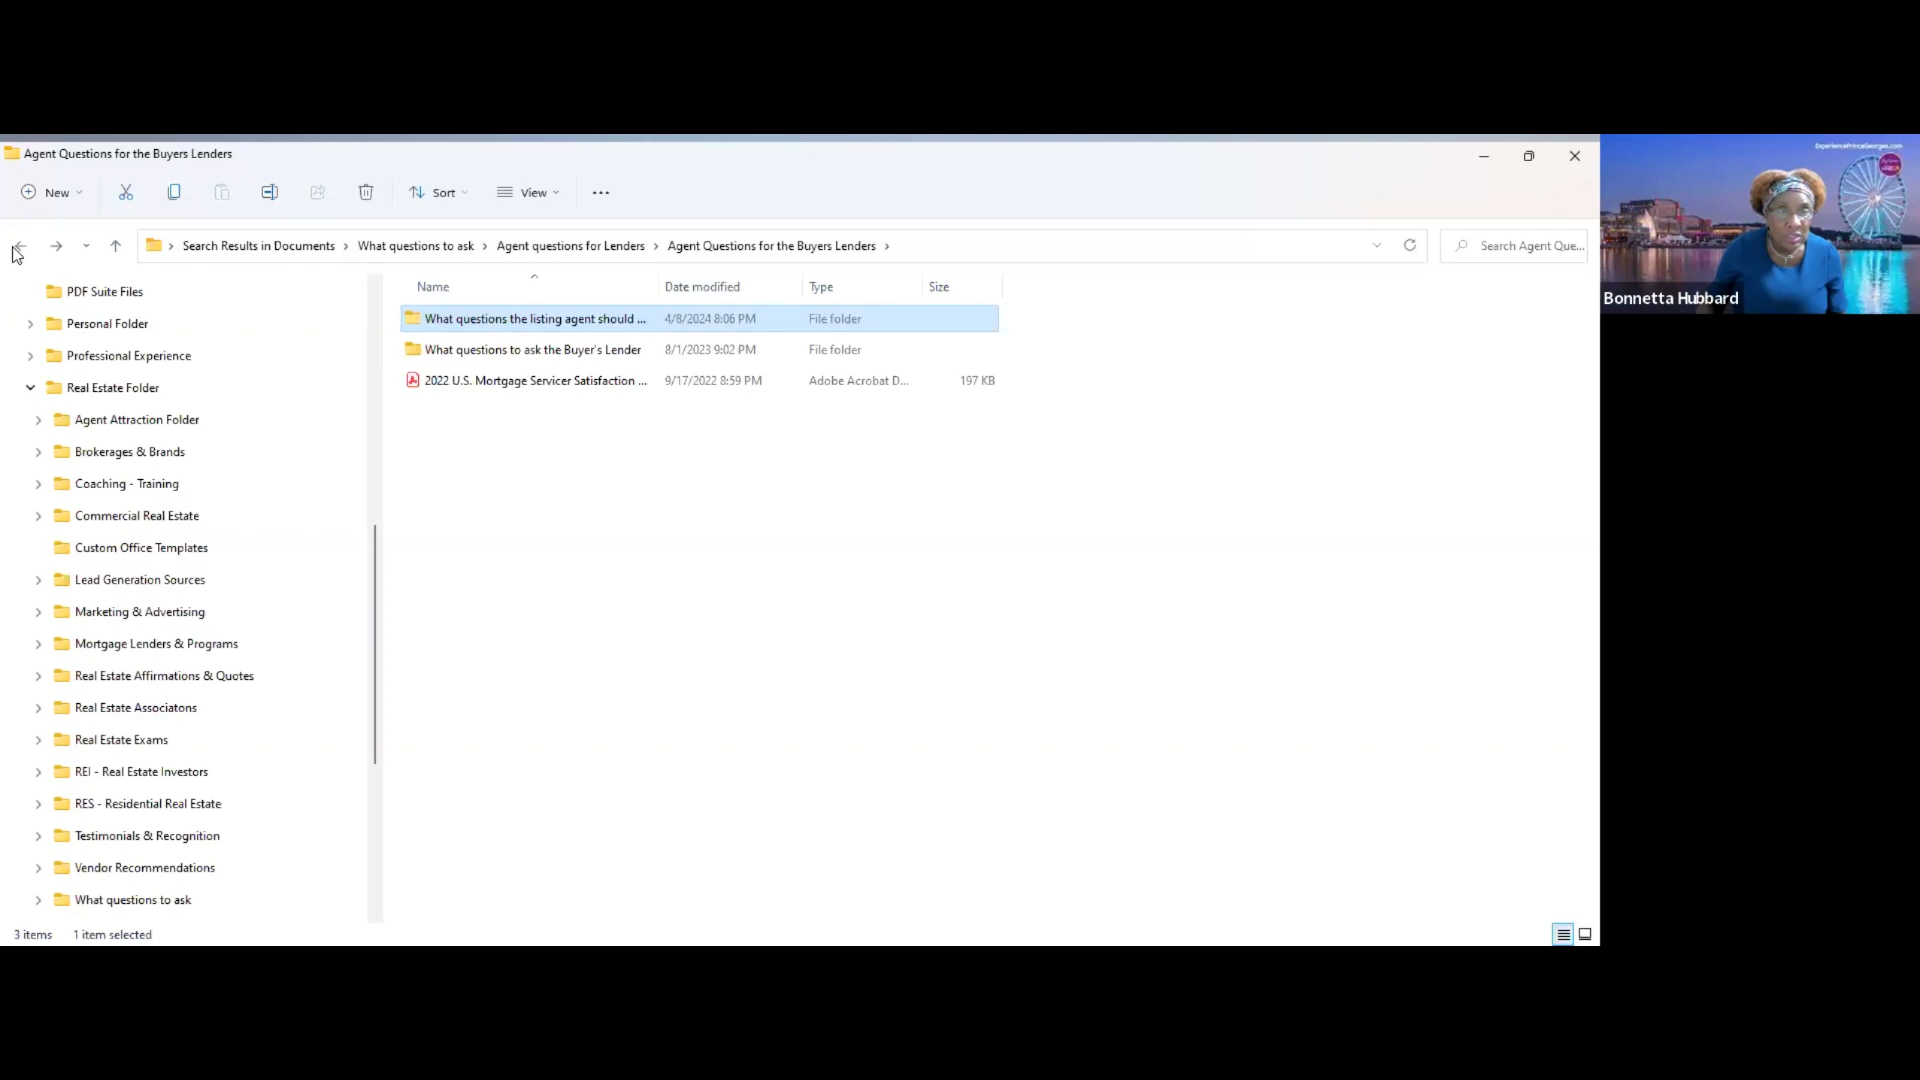 Agent Questions for the Buyers Lenders
New
Sort
View
Search Results in Documents
What questions to ask
Agent questions for Lenders
Agent Questions for the Buyers Lenders
Search Agent Que...
ExperiencePrinceGeorges.com
Bonnetta Hubbard
PDF Suite Files
Personal Folder
Professional Experience
Real Estate Folder
Agent Attraction Folder
Brokerages & Brands
Coaching - Training
Commercial Real Estate
Custom Office Templates
Lead Generation Sources
Marketing & Advertising
Mortgage Lenders & Programs
Real Estate Affirmations & Quotes
Real Estate Associatons
Real Estate Exams
REI - Real Estate Investors
RES - Residential Real Estate
Testimonials & Recognition
Vendor Recommendations
What questions to ask
Name Date modified Type Size
What questions the listing agent should ... 4/8/2024 8:06 PM File folder
What questions to ask the Buyer's Lender 8/1/2023 9:02 PM File folder
2022 U.S. Mortgage Servicer Satisfaction ... 9/17/2022 8:59 PM Adobe Acrobat D... 197 KB
3 items 1 item selected